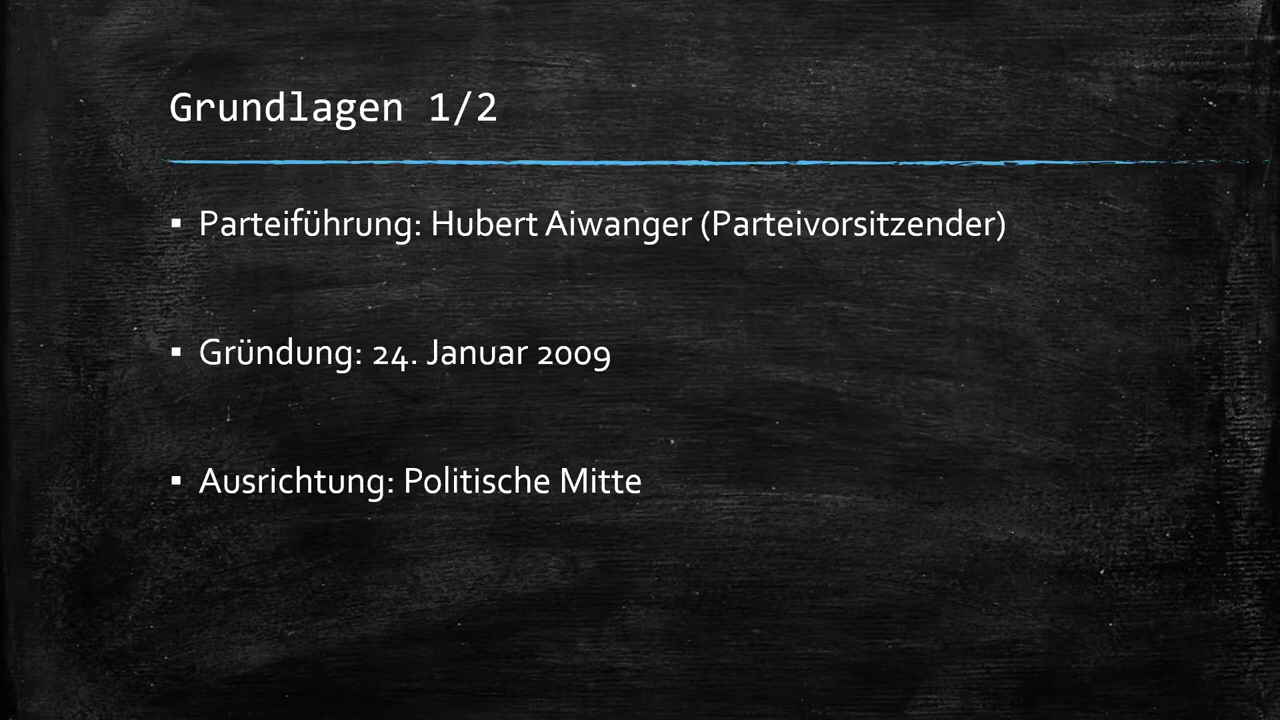 Grundlagen 1/2
▪ Parteiführung: Hubert Aiwanger (Parteivorsitzender)
▪ Gründung: 24. Januar 2009
▪ Ausrichtung: Politische Mitte